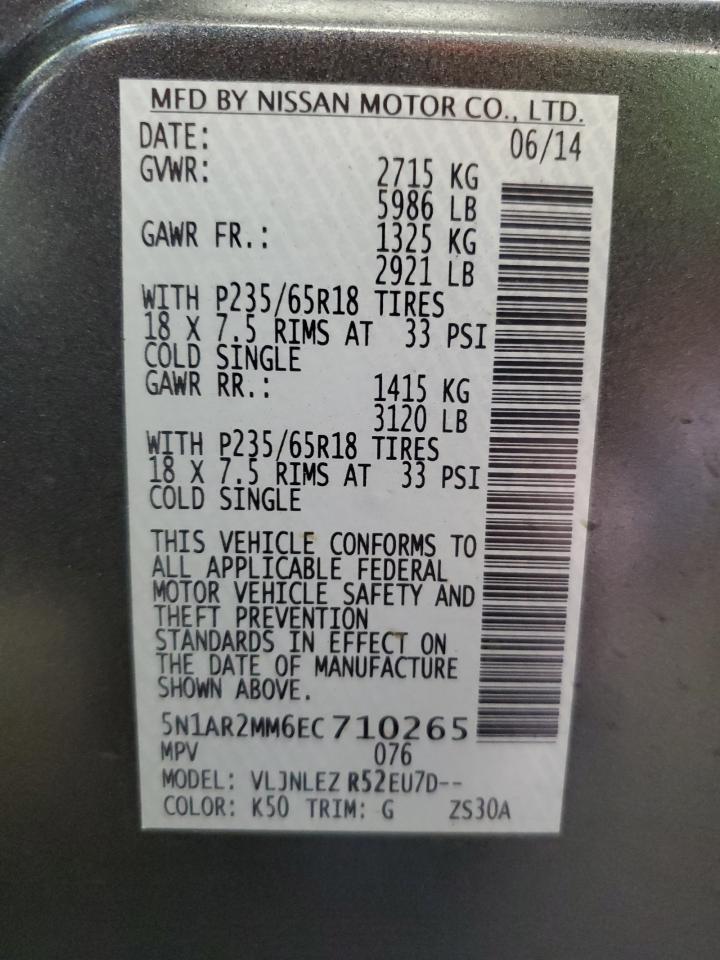 MFD BY NISSAN MOTOR CO., LTD.
DATE: 06/14
GVWR: 2715 KG
5986 LB
GAWR FR.: 1325 KG
2921 LB
WITH P235/65R18 TIRES
18 X 7.5 RIMS AT 33 PSI
COLD SINGLE
GAWR RR.: 1415 KG
3120 LB
WITH P235/65R18 TIRES
18 X 7.5 RIMS AT 33 PSI
COLD SINGLE
THIS VEHICLE CONFORMS TO
ALL APPLICABLE FEDERAL
MOTOR VEHICLE SAFETY AND
THEFT PREVENTION
STANDARDS IN EFFECT ON
THE DATE OF MANUFACTURE
SHOWN ABOVE.
5N1AR2MM6EC710265
MPV 076
MODEL: VLJNLEZ R52EU7D--
COLOR: K50 TRIM: G ZS30A